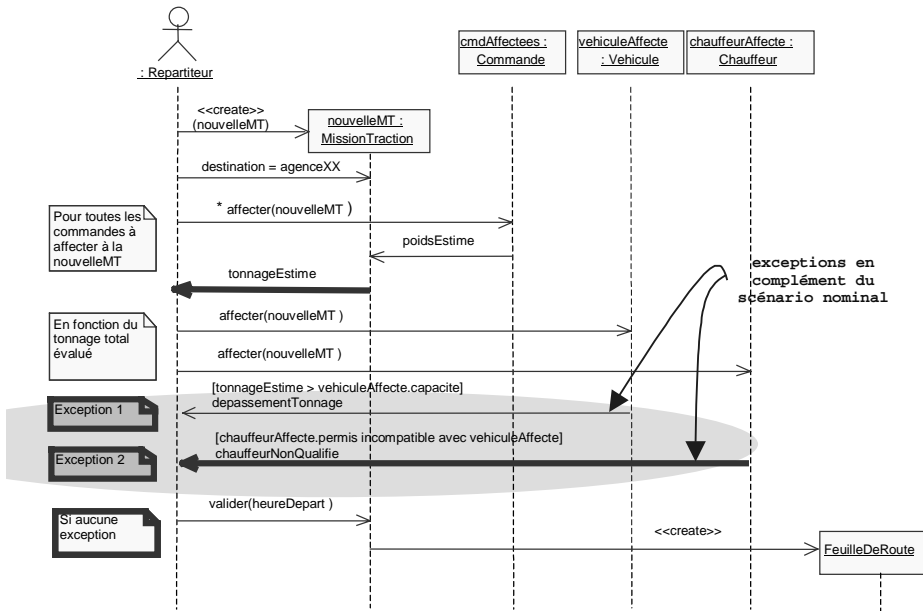 cmdAffectees :
Commande
vehiculeAffecte
: Vehicule
chauffeurAffecte :
Chauffeur
: Repartiteur
<<create>>
(nouvelleMT)
nouvelleMT :
MissionTraction
destination = agenceXX
* affecter(nouvelleMT )
Pour toutes les
commandes à
affecter à la
nouvelleMT
poidsEstime
tonnageEstime
exceptions en
complément du
scénario nominal
En fonction du
tonnage total
évalué
affecter(nouvelleMT )
affecter(nouvelleMT )
[tonnageEstime > vehiculeAffecte.capacite]
depassementTonnage
Exception 1
[chauffeurAffecte.permis incompatible avec vehiculeAffecte]
chauffeurNonQualifie
Exception 2
valider(heureDepart )
Si aucune
exception
<<create>>
FeuilleDeRoute